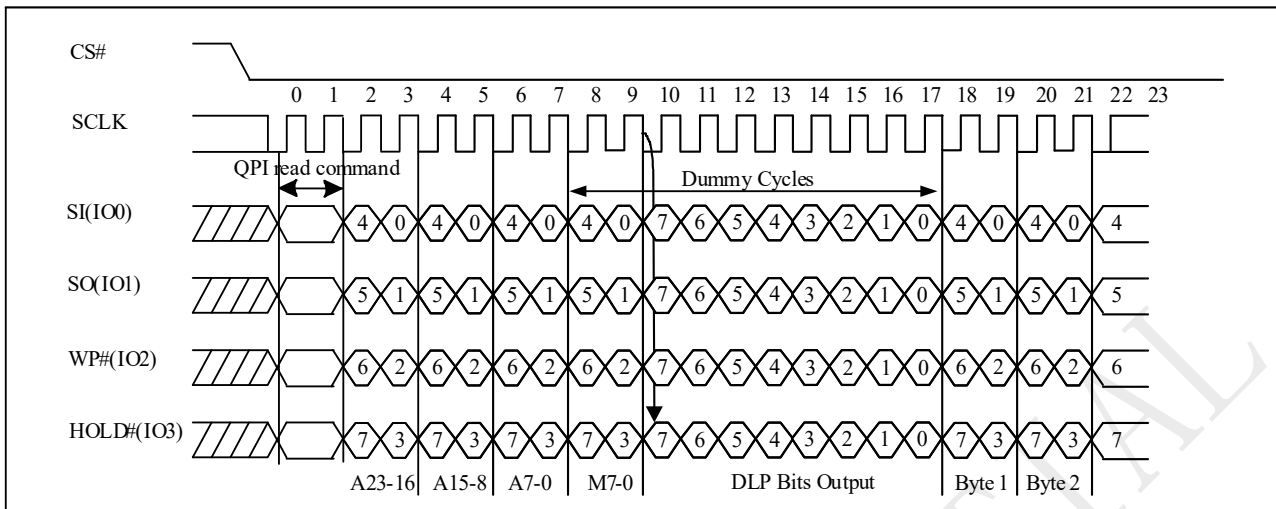 CS#
0 1 2 3 4 5 6 7 8 9 10 11 12 13 14 15 16 17 18 19 20 21 22 23
SCLK
QPI read command
Dummy Cycles
SI(IO0) 4 0 4 0 4 0 4 0 7 6 5 4 3 2 1 0 4 0 4 0 4
SO(IO1) 5 1 5 1 5 1 5 1 7 6 5 4 3 2 1 0 5 1 5 1 5
WP#(IO2) 6 2 6 2 6 2 6 2 7 6 5 4 3 2 1 0 6 2 6 2 6
HOLD#(IO3) 7 3 7 3 7 3 7 3 7 6 5 4 3 2 1 0 7 3 7 3 7
A23-16 A15-8 A7-0 M7-0 DLP Bits Output Byte 1 Byte 2